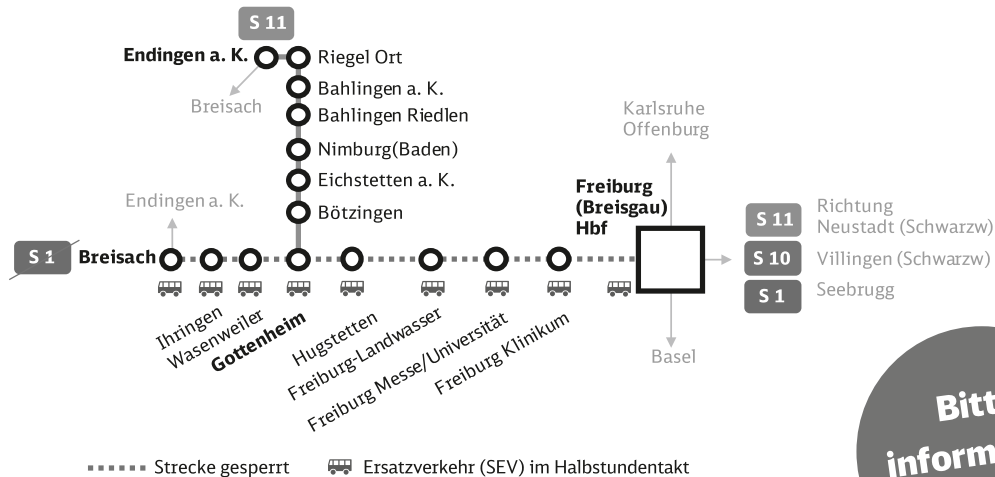 S 11
Endingen a. K.
Riegel Ort
Breisach
Bahlingen a. K.
Bahlingen Riedlen
Nimburg(Baden)
Eichstetten a. K.
Bötzingen
Karlsruhe
Offenburg
Endingen a. K.
Freiburg
(Breisgau)
Hbf
S 1
Breisach
Ihringen
Wasenweiler
Gottenheim
Hugstetten
Freiburg-Landwasser
Freiburg Messe/Universität
Freiburg Klinikum
S 11
Richtung
Neustadt (Schwarzw)
S 10
Villingen (Schwarzw)
S 1
Seebrugg
Basel
Bitt
inform
Strecke gesperrt
Ersatzverkehr (SEV) im Halbstundentakt